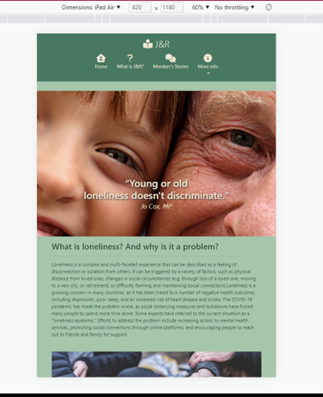 Dimensions: iPad Air ▼ 820 x 1180 60% ▼ No throttling ▼
J&R
Home What is J&R? Member's Stories More Info
“Young or old
loneliness doesn't discriminate.”
Jo Cox, MP
What is loneliness? And why is it a problem?
Loneliness is a complex and multi-faceted experience that can be described as a feeling of
disconnection or isolation from others. It can be triggered by a variety of factors, such as physical
distance from loved ones, changes in social circumstances (e.g. through loss of a loved one, moving
to a new city, or retirement), or difficulty forming and maintaining social connections.Loneliness is a
growing concern in many countries, as it has been linked to a number of negative health outcomes,
including depression, poor sleep, and an increased risk of heart disease and stroke. The COVID-19
pandemic has made the problem worse, as social distancing measures and lockdowns have forced
many people to spend more time alone. Some experts have referred to the current situation as a
"loneliness epidemic." Efforts to address the problem include increasing access to mental health
services, promoting social connections through online platforms, and encouraging people to reach
out to friends and family for support.